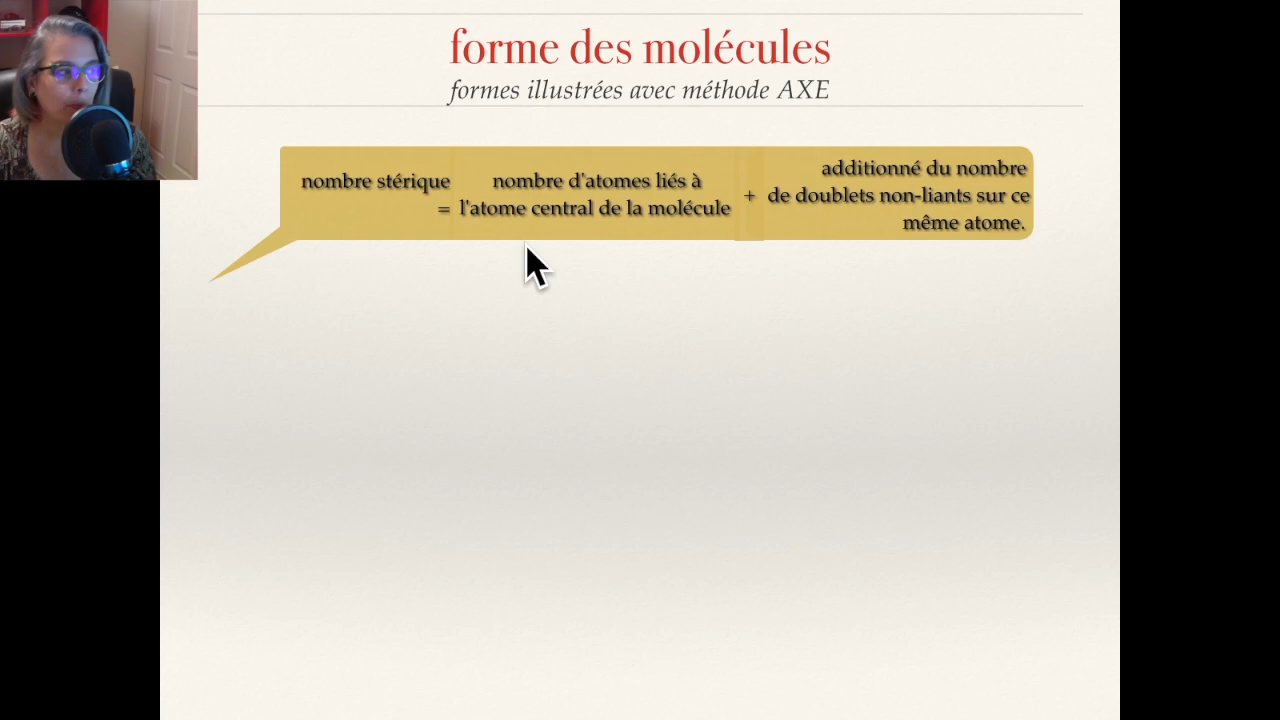 forme des molécules
formes illustrées avec méthode AXE
nombre stérique
=
nombre d'atomes liés à
l'atome central de la molécule
+
additionné du nombre
de doublets non-liants sur ce
même atome.